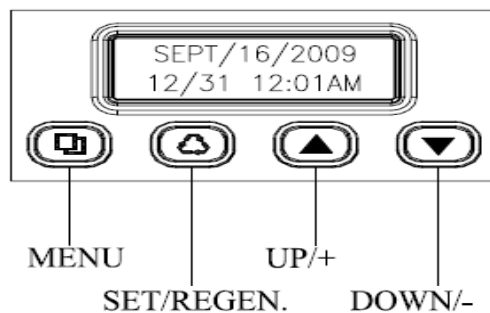 SEPT/16/2009
12/31 12:01AM
MENU
UP/+
SET/REGEN.
DOWN/-